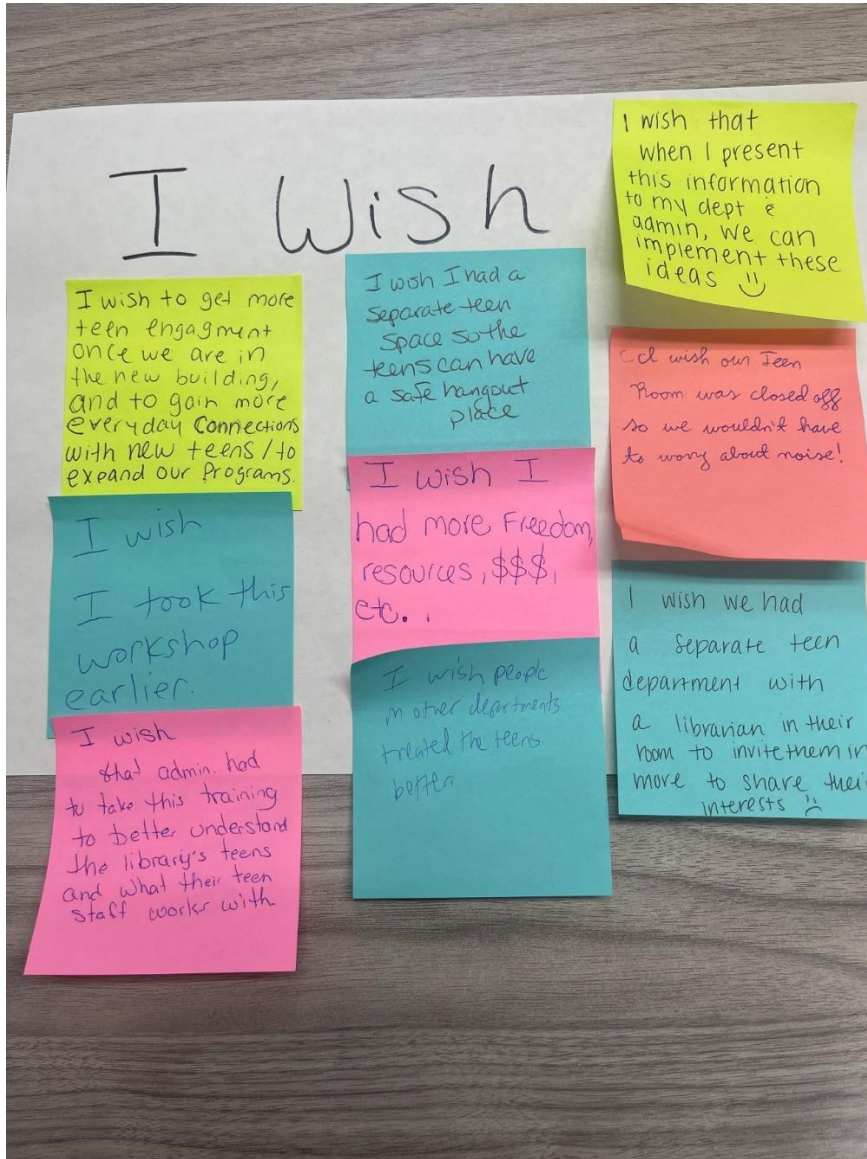 I Wish
I wish to get more
teen engagment
once we are in
the new building,
and to gain more
everyday connections
with new teens/to
expand our Programs.
I wish
I took this
workshop
earlier.
I wish
that admin. had
to take this training
to better understand
the library's teens
and what their teen
staff works with
I wish I had a
separate teen
space so the
teens can have
a safe hangout
place
I wish I
had more Freedom,
resources, $$$,
etc..
I wish people
in other departments
treated the teens
better
I wish that
when I present
this information
to my dept &
admin, we can
implement these
ideas
I wish our Teen
Room was closed off
so we wouldn't have
to worry about noise!
I wish we had
a separate teen
department with
a librarian in their
room to invite them in
more to share their
interests